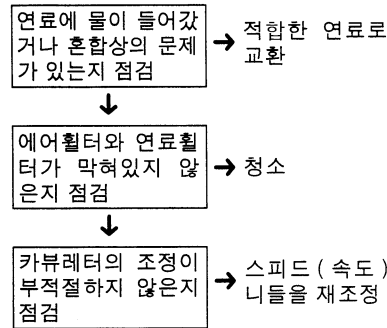 연료에 물이 들어갔
거나 혼합상의 문제
가 있는지 점검
적합한 연료로
교환
에어휠터와 연료휠
터가 막혀있지 않
은지 점검
청소
카뷰레터의 조정이
부적절하지 않은지
점검
스피드 ( 속도 )
니들을 재조정